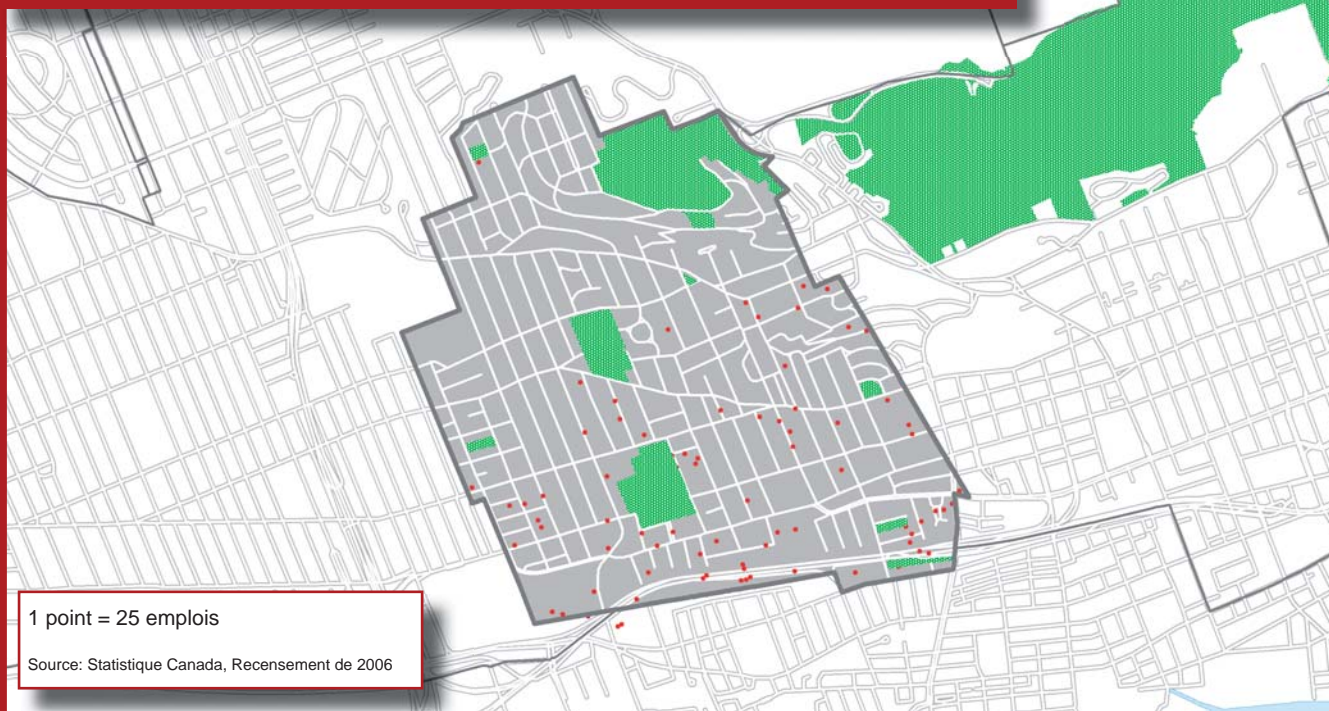 1 point = 25 emplois
Source: Statistique Canada, Recensement de 2006